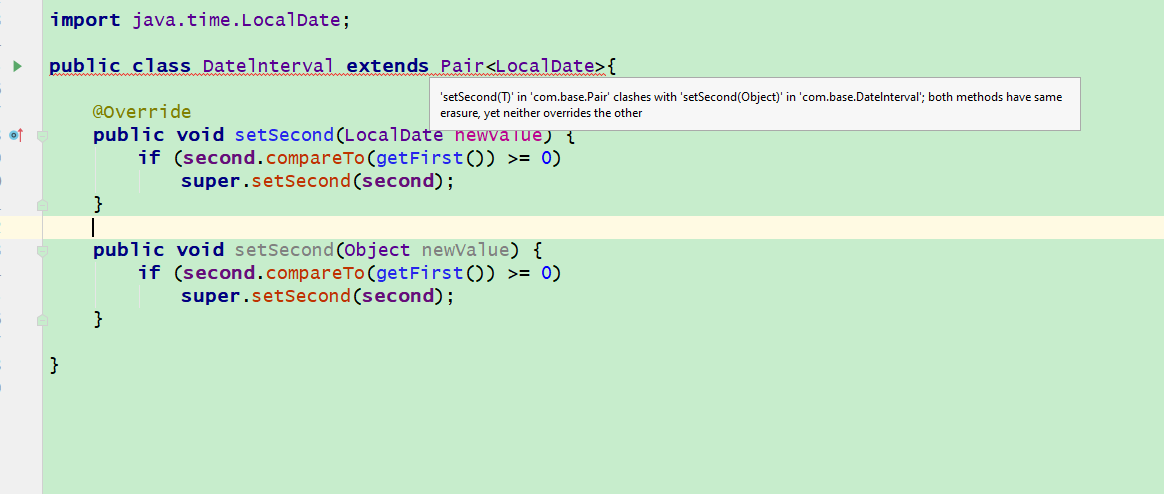 import java.time.LocalDate;
public class DateInterval extends Pair<LocalDate>{
'setSecond(T)' in 'com.base.Pair' clashes with 'setSecond(Object)' in 'com.base.DateInterval'; both methods have same
erasure, yet neither overrides the other
@Override
public void setSecond(LocalDate newValue) {
if (second.compareTo(getFirst()) >= 0)
super.setSecond(second);
}
public void setSecond(Object newValue) {
if (second.compareTo(getFirst()) >= 0)
super.setSecond(second);
}
}